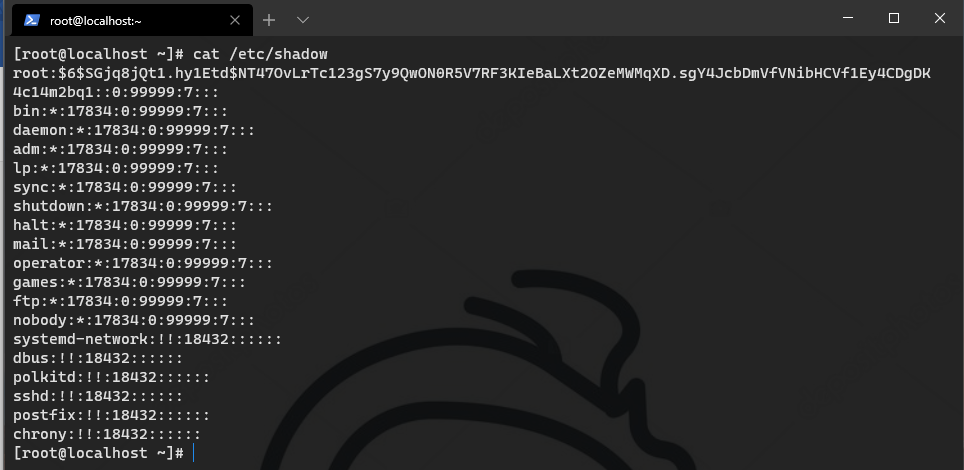 root@localhost:~
[root@localhost ~]# cat /etc/shadow
root:$6$SGjq8jQt1.hy1Etd$NT47OvLrTc123gS7y9QwON0R5V7RF3KIeBaLXt2OZeMWMqXD.sgY4JcbDmVfVNibHCVf1Ey4CDgDK
4c14m2bq1::0:99999:7:::
bin:*:17834:0:99999:7:::
daemon:*:17834:0:99999:7:::
adm:*:17834:0:99999:7:::
lp:*:17834:0:99999:7:::
sync:*:17834:0:99999:7:::
shutdown:*:17834:0:99999:7:::
halt:*:17834:0:99999:7:::
mail:*:17834:0:99999:7:::
operator:*:17834:0:99999:7:::
games:*:17834:0:99999:7:::
ftp:*:17834:0:99999:7:::
nobody:*:17834:0:99999:7:::
systemd-network:!!:18432::::::
dbus:!!:18432::::::
polkitd:!!:18432::::::
sshd:!!:18432::::::
postfix:!!:18432::::::
chrony:!!:18432::::::
[root@localhost ~]#